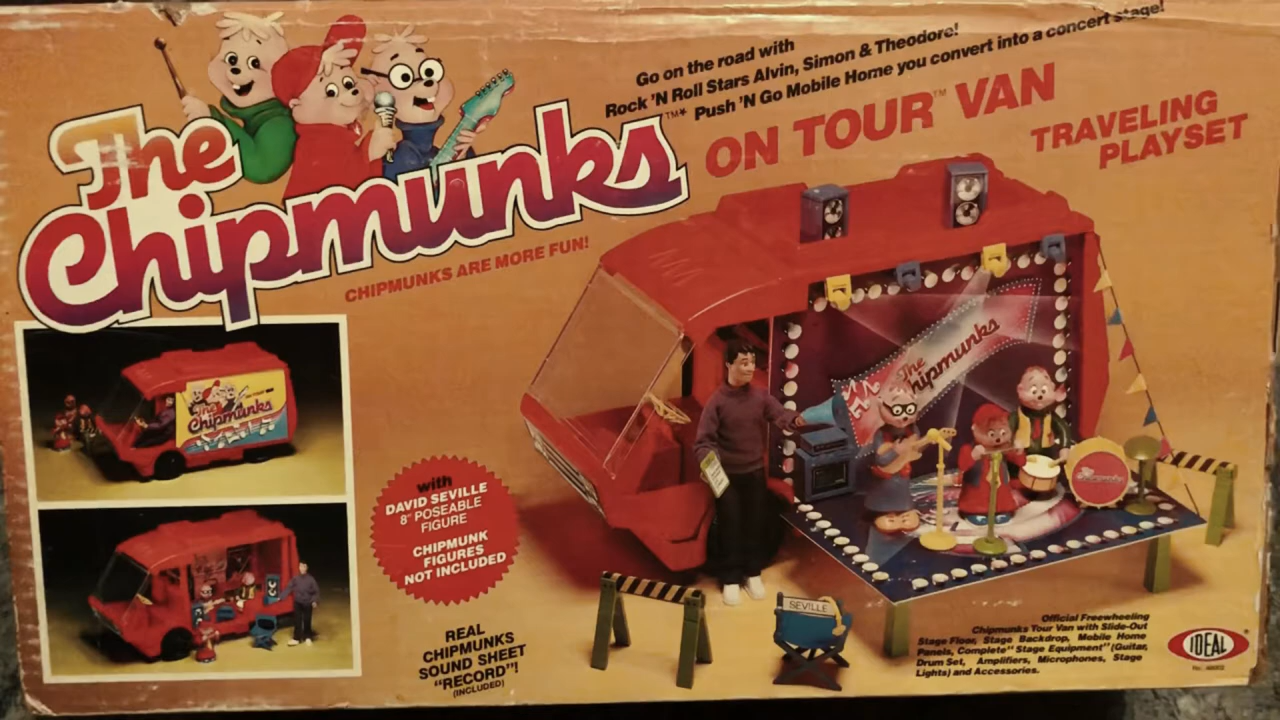 Go on the road with
Rock 'N Roll Stars Alvin, Simon & Theodore!
Push 'N Go Mobile Home you convert into a concert stage!
The
Chipmunks
TM*
ON TOUR™ VAN
TRAVELING
PLAYSET
CHIPMUNKS ARE MORE FUN!
The
Chipmunks
The
Chipmunks
with
DAVID SEVILLE
8" POSEABLE
FIGURE
CHIPMUNK
FIGURES
NOT INCLUDED
SEVILLE
REAL
CHIPMUNKS
SOUND SHEET
"RECORD"!
(INCLUDED)
Official Freewheeling
Chipmunks Tour Van with Slide-Out
Stage Floor, Stage Backdrop, Mobile Home
Panels, Complete "Stage Equipment" (Guitar,
Drum Set, Amplifiers, Microphones, Stage
Lights) and Accessories.
IDEAL